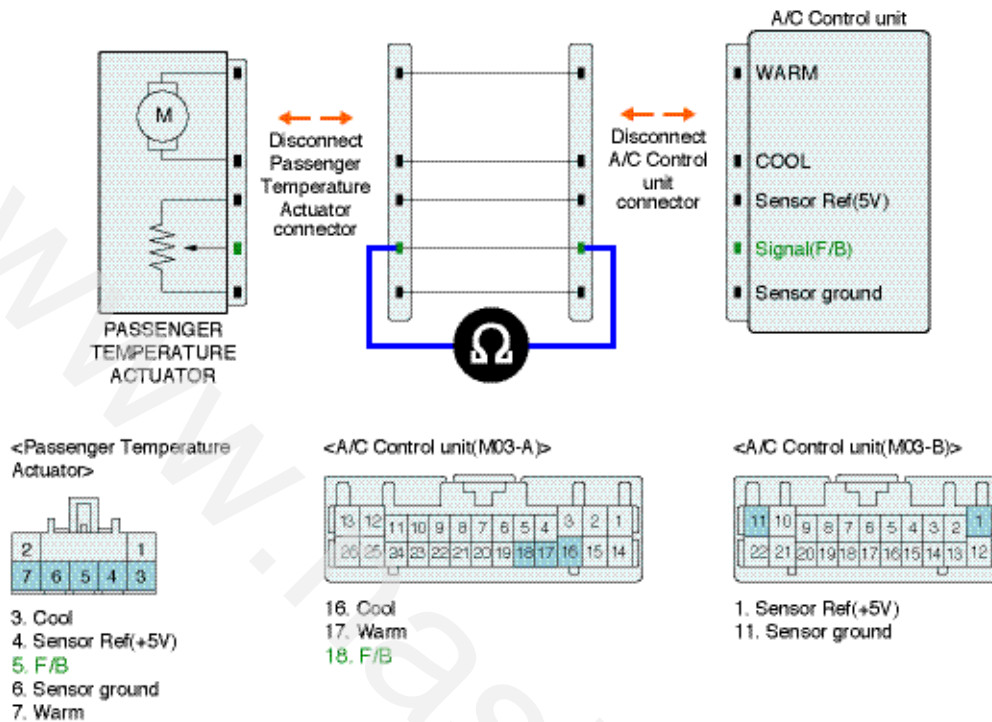 A/C Control unit
WARM
COOL
Sensor Ref(5V)
Signal(F/B)
Sensor ground
M
Disconnect
Passenger
Temperature
Actuator
connector
Disconnect
A/C Control
unit
connector
Ω
PASSENGER
TEMPERATURE
ACTUATOR
<Passenger Temperature
Actuator>
2 1
7 6 5 4 3
3. Cool
4. Sensor Ref(+5V)
5. F/B
6. Sensor ground
7. Warm
<A/C Control unit(M03-A)>
13 12 11 10 9 8 7 6 5 4 3 2 1
26 25 24 23 22 21 20 19 18 17 16 15 14
16. Cool
17. Warm
18. F/B
<A/C Control unit(M03-B)>
11 10 9 8 7 6 5 4 3 2 1
22 21 20 19 18 17 16 15 14 13 12
1. Sensor Ref(+5V)
11. Sensor ground